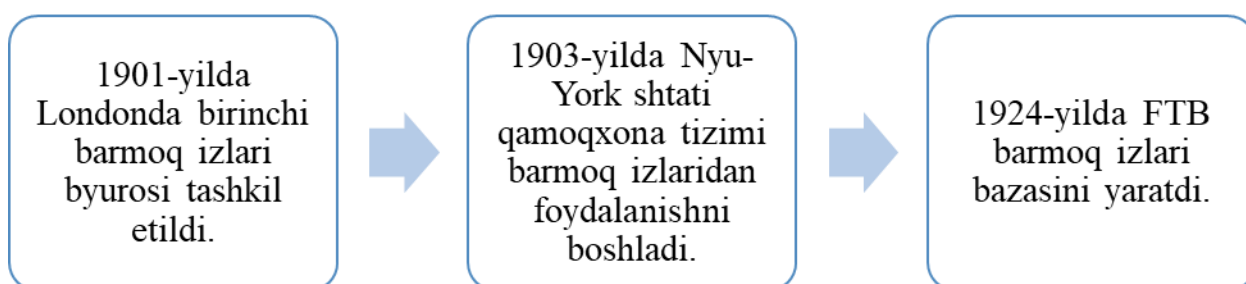 1901-yilda
Londonda birinchi
barmoq izlari
byurosi tashkil
etildi.
1903-yilda Nyu-
York shtati
qamoqxona tizimi
barmoq izlaridan
foydalanishni
boshladi.
1924-yilda FTB
barmoq izlari
bazasini yaratdi.